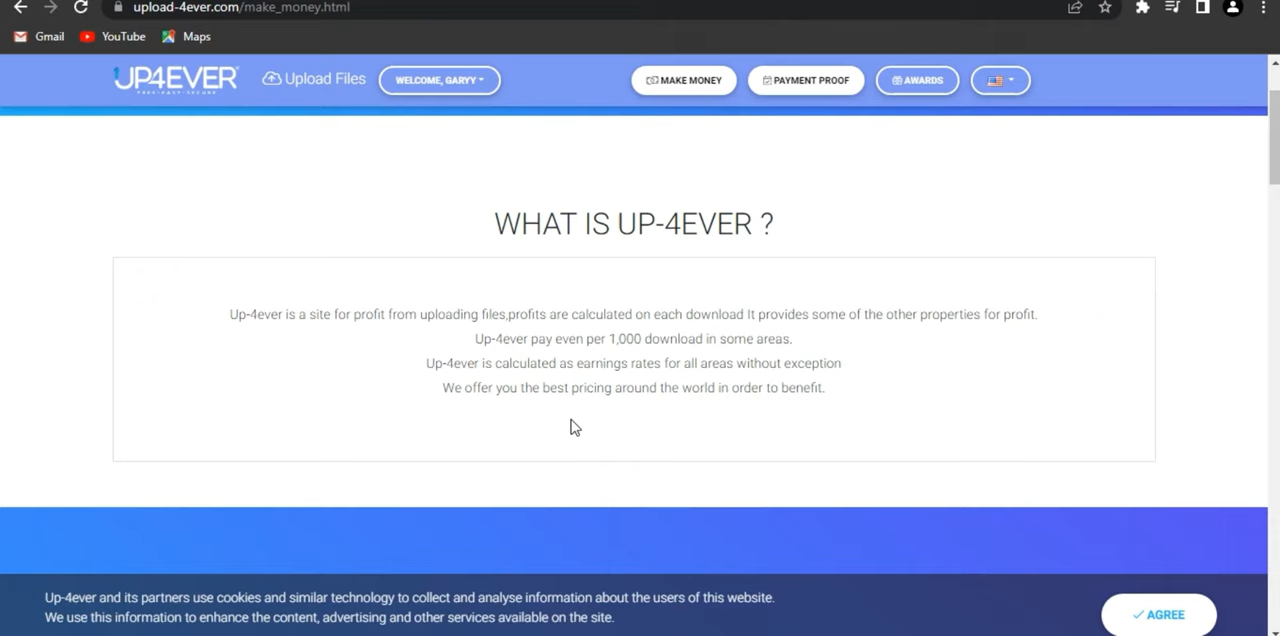 upload-4ever.com/make_money.html
Gmail YouTube Maps
UP4EVER Upload Files WELCOME, GARYY MAKE MONEY PAYMENT PROOF AWARDS
FREE-EASY-SECURE
WHAT IS UP-4EVER ?
Up-4ever is a site for profit from uploading files,profits are calculated on each download It provides some of the other properties for profit.
Up-4ever pay even per 1,000 download in some areas.
Up-4ever is calculated as earnings rates for all areas without exception
We offer you the best pricing around the world in order to benefit.
Up-4ever and its partners use cookies and similar technology to collect and analyse information about the users of this website.
We use this information to enhance the content, advertising and other services available on the site.
AGREE